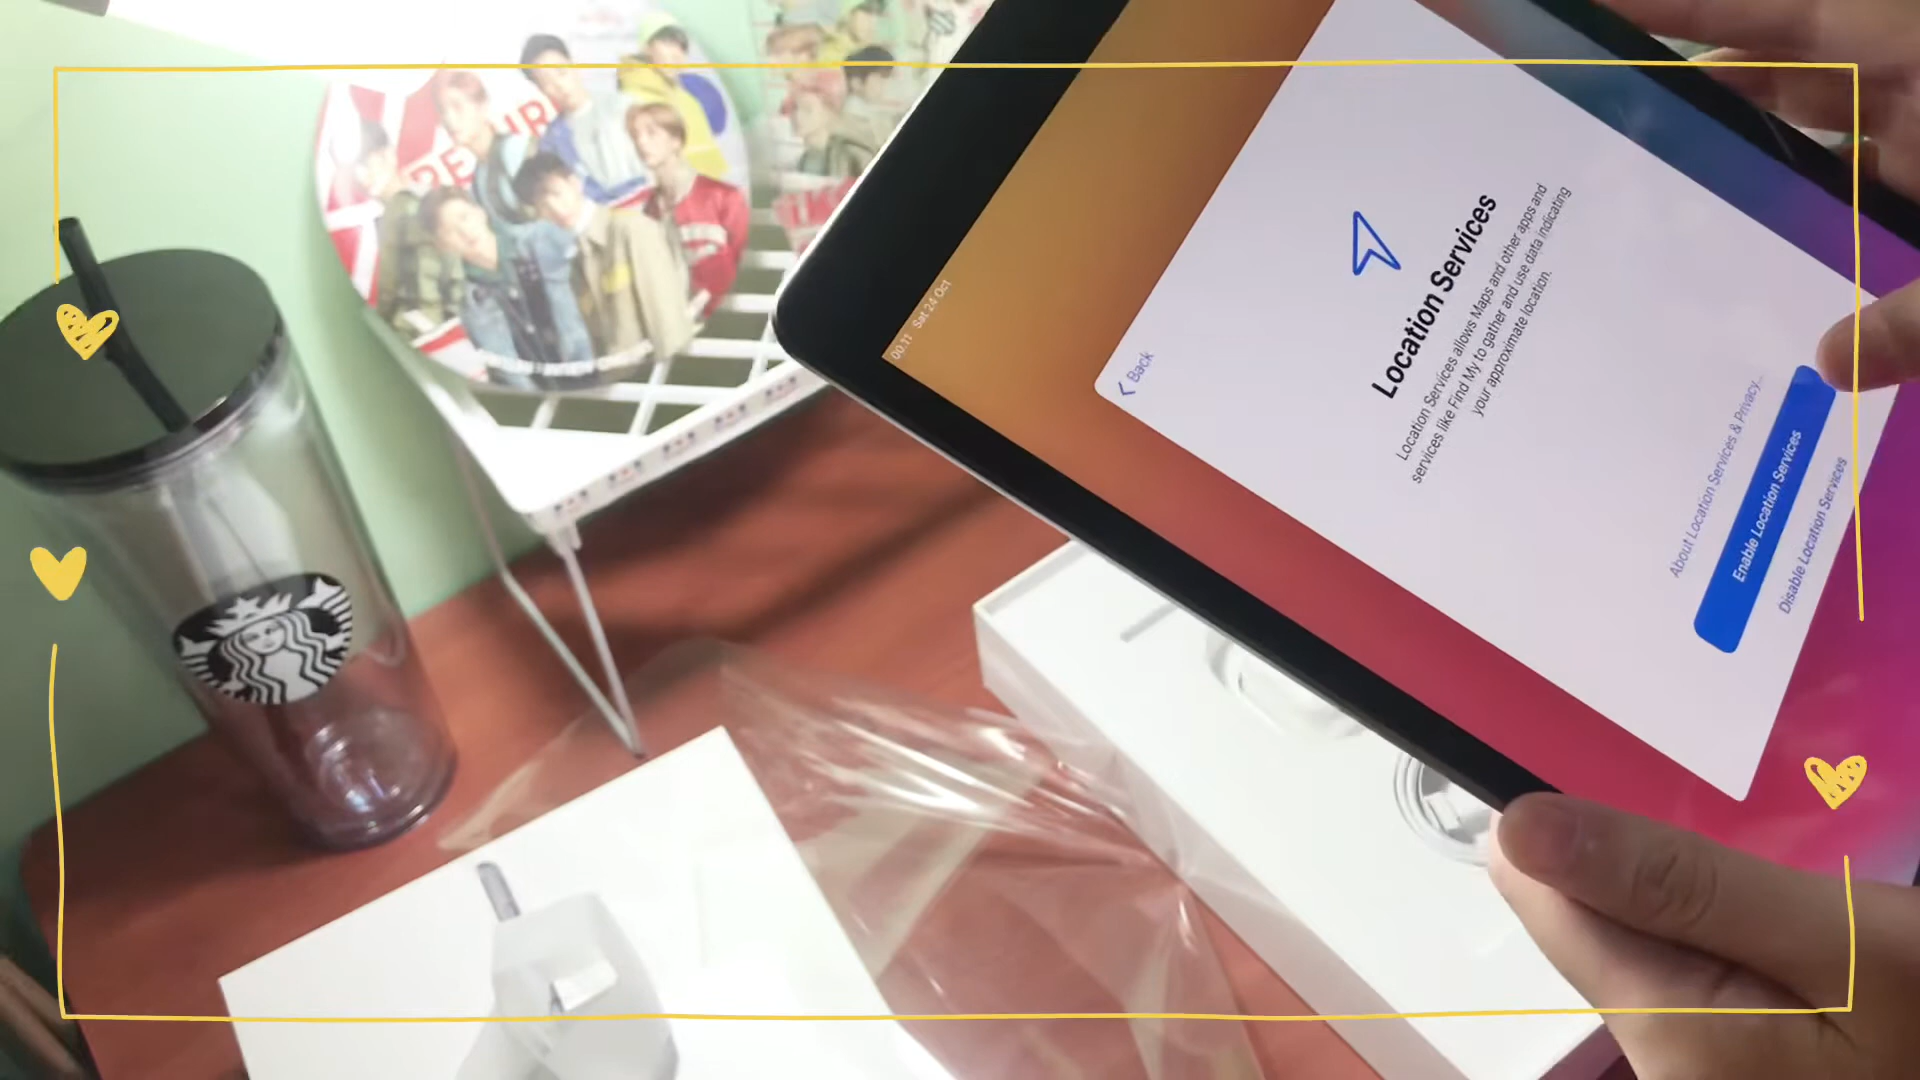 00:11 Sat 24 Oct
Back
Location Services
Location Services allows Maps and other apps and
services like Find My to gather and use data indicating
your approximate location.
About Location Services & Privacy...
Enable Location Services
Disable Location Services